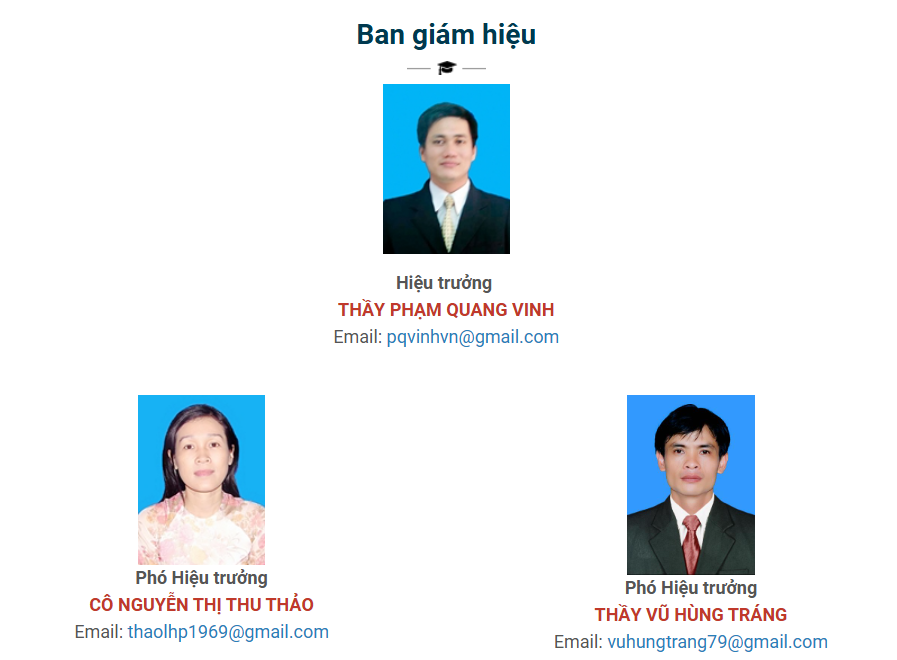 Ban giám hiệu
Hiệu trưởng
THẦY PHẠM QUANG VINH
Email: pqvinhvn@gmail.com
Phó Hiệu trưởng
CÔ NGUYỄN THỊ THU THẢO
Email: thaolhp1969@gmail.com
Phó Hiệu trưởng
THẦY VŨ HÙNG TRÁNG
Email: vuhungtrang79@gmail.com